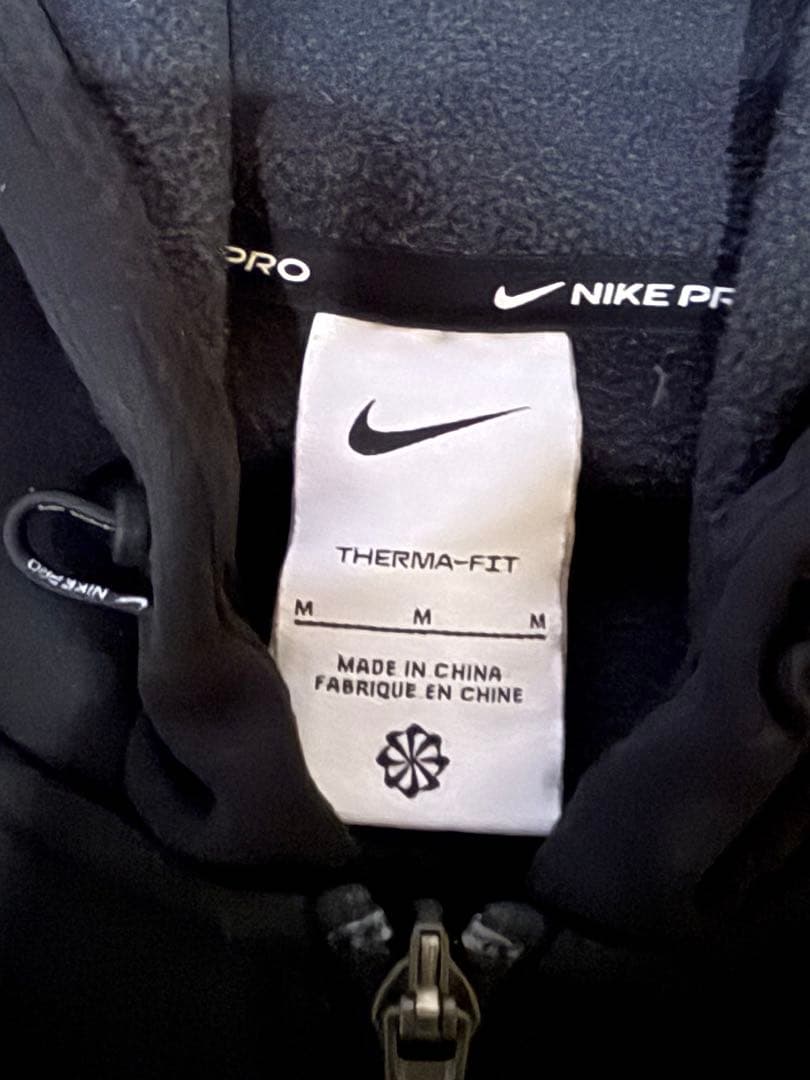 PRO
NIKE PR
THERMA-FIT
M M M
MADE IN CHINA
FABRIQUE EN CHINE
NIKE PRO